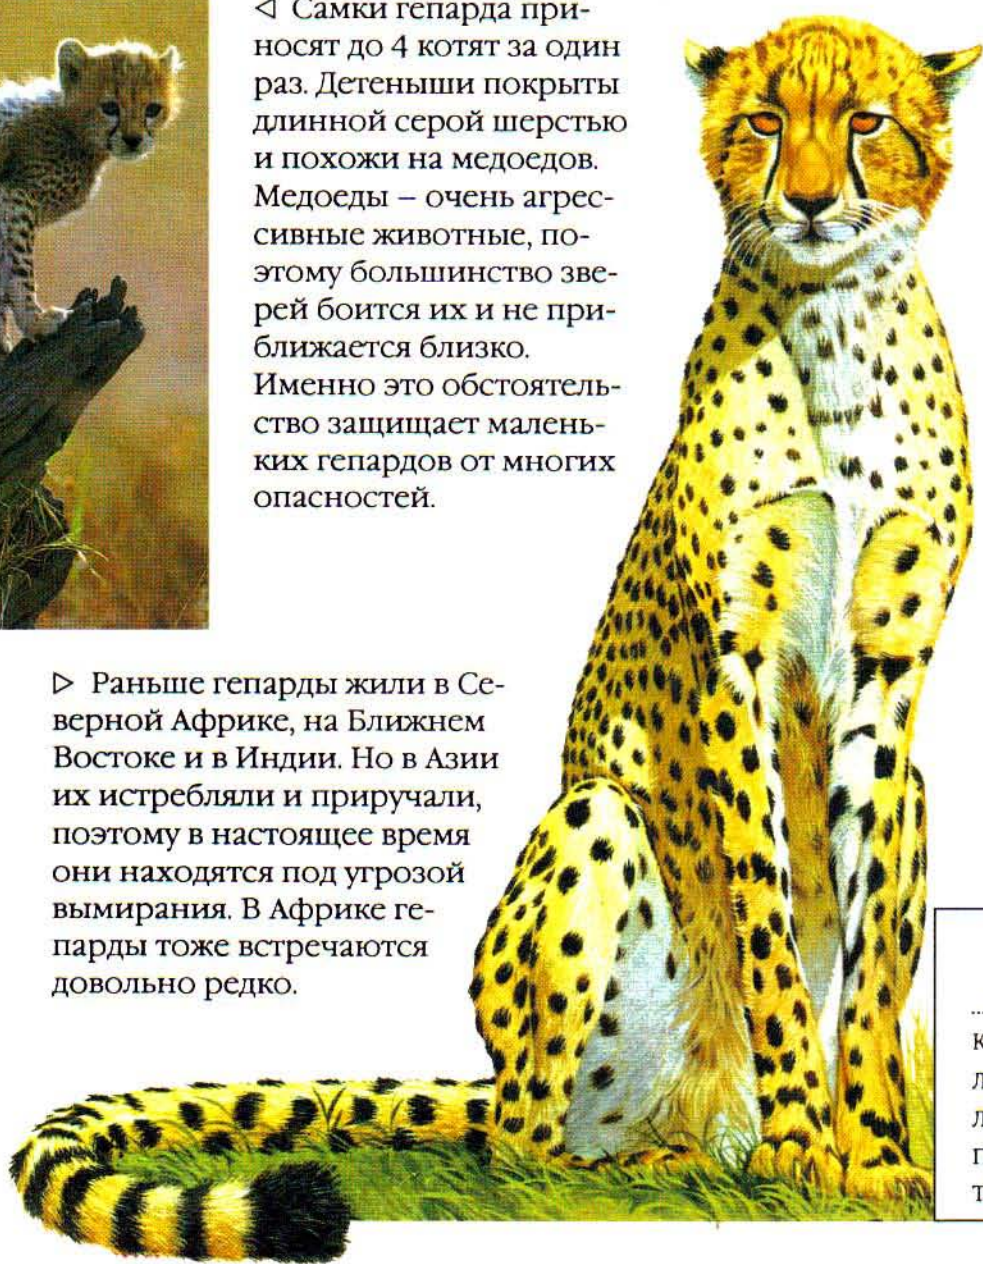 ◁ Самки гепарда при-
носят до 4 котят за один
раз. Детеныши покрыты
длинной серой шерстью
и похожи на медоедов.
Медоеды – очень агрес-
сивные животные, по-
этому большинство зве-
рей боится их и не при-
ближается близко.
Именно это обстоятель-
ство защищает малень-
ких гепардов от многих
опасностей.
▷ Раньше гепарды жили в Се-
верной Африке, на Ближнем
Востоке и в Индии. Но в Азии
их истребляли и приручали,
поэтому в настоящее время
они находятся под угрозой
вымирания. В Африке ге-
парды тоже встречаются
довольно редко.